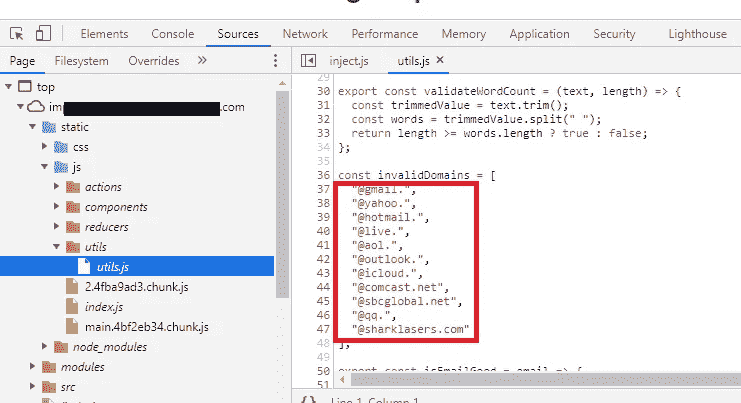 Elements Console Sources Network Performance Memory Application Security Lighthouse
Page Filesystem Overrides » inject.js utils.js ×
top
29
im .com
30 export const validateWordCount = (text, length) => {
static
31 const trimmedValue = text.trim();
css
32 const words = trimmedValue.split(" ");
js
33 return length >= words.length ? true : false;
actions
34 };
components
35
reducers
36 const invalidDomains = [
utils
37 "@gmail.",
utils.js
38 "@yahoo.",
2.4fba9ad3.chunk.js
39 "@hotmail.",
index.js
40 "@live.",
main.4bf2eb34.chunk.js
41 "@aol.",
node_modules
42 "@outlook.",
modules
43 "@icloud.",
src
44 "@comcast.net",
45 "@sbcglobal.net",
46 "@qq.",
47 "@sharklasers.com"
48 ];
49
50 export const isEmailGood = email => {
51
{} Line 1, Column 1